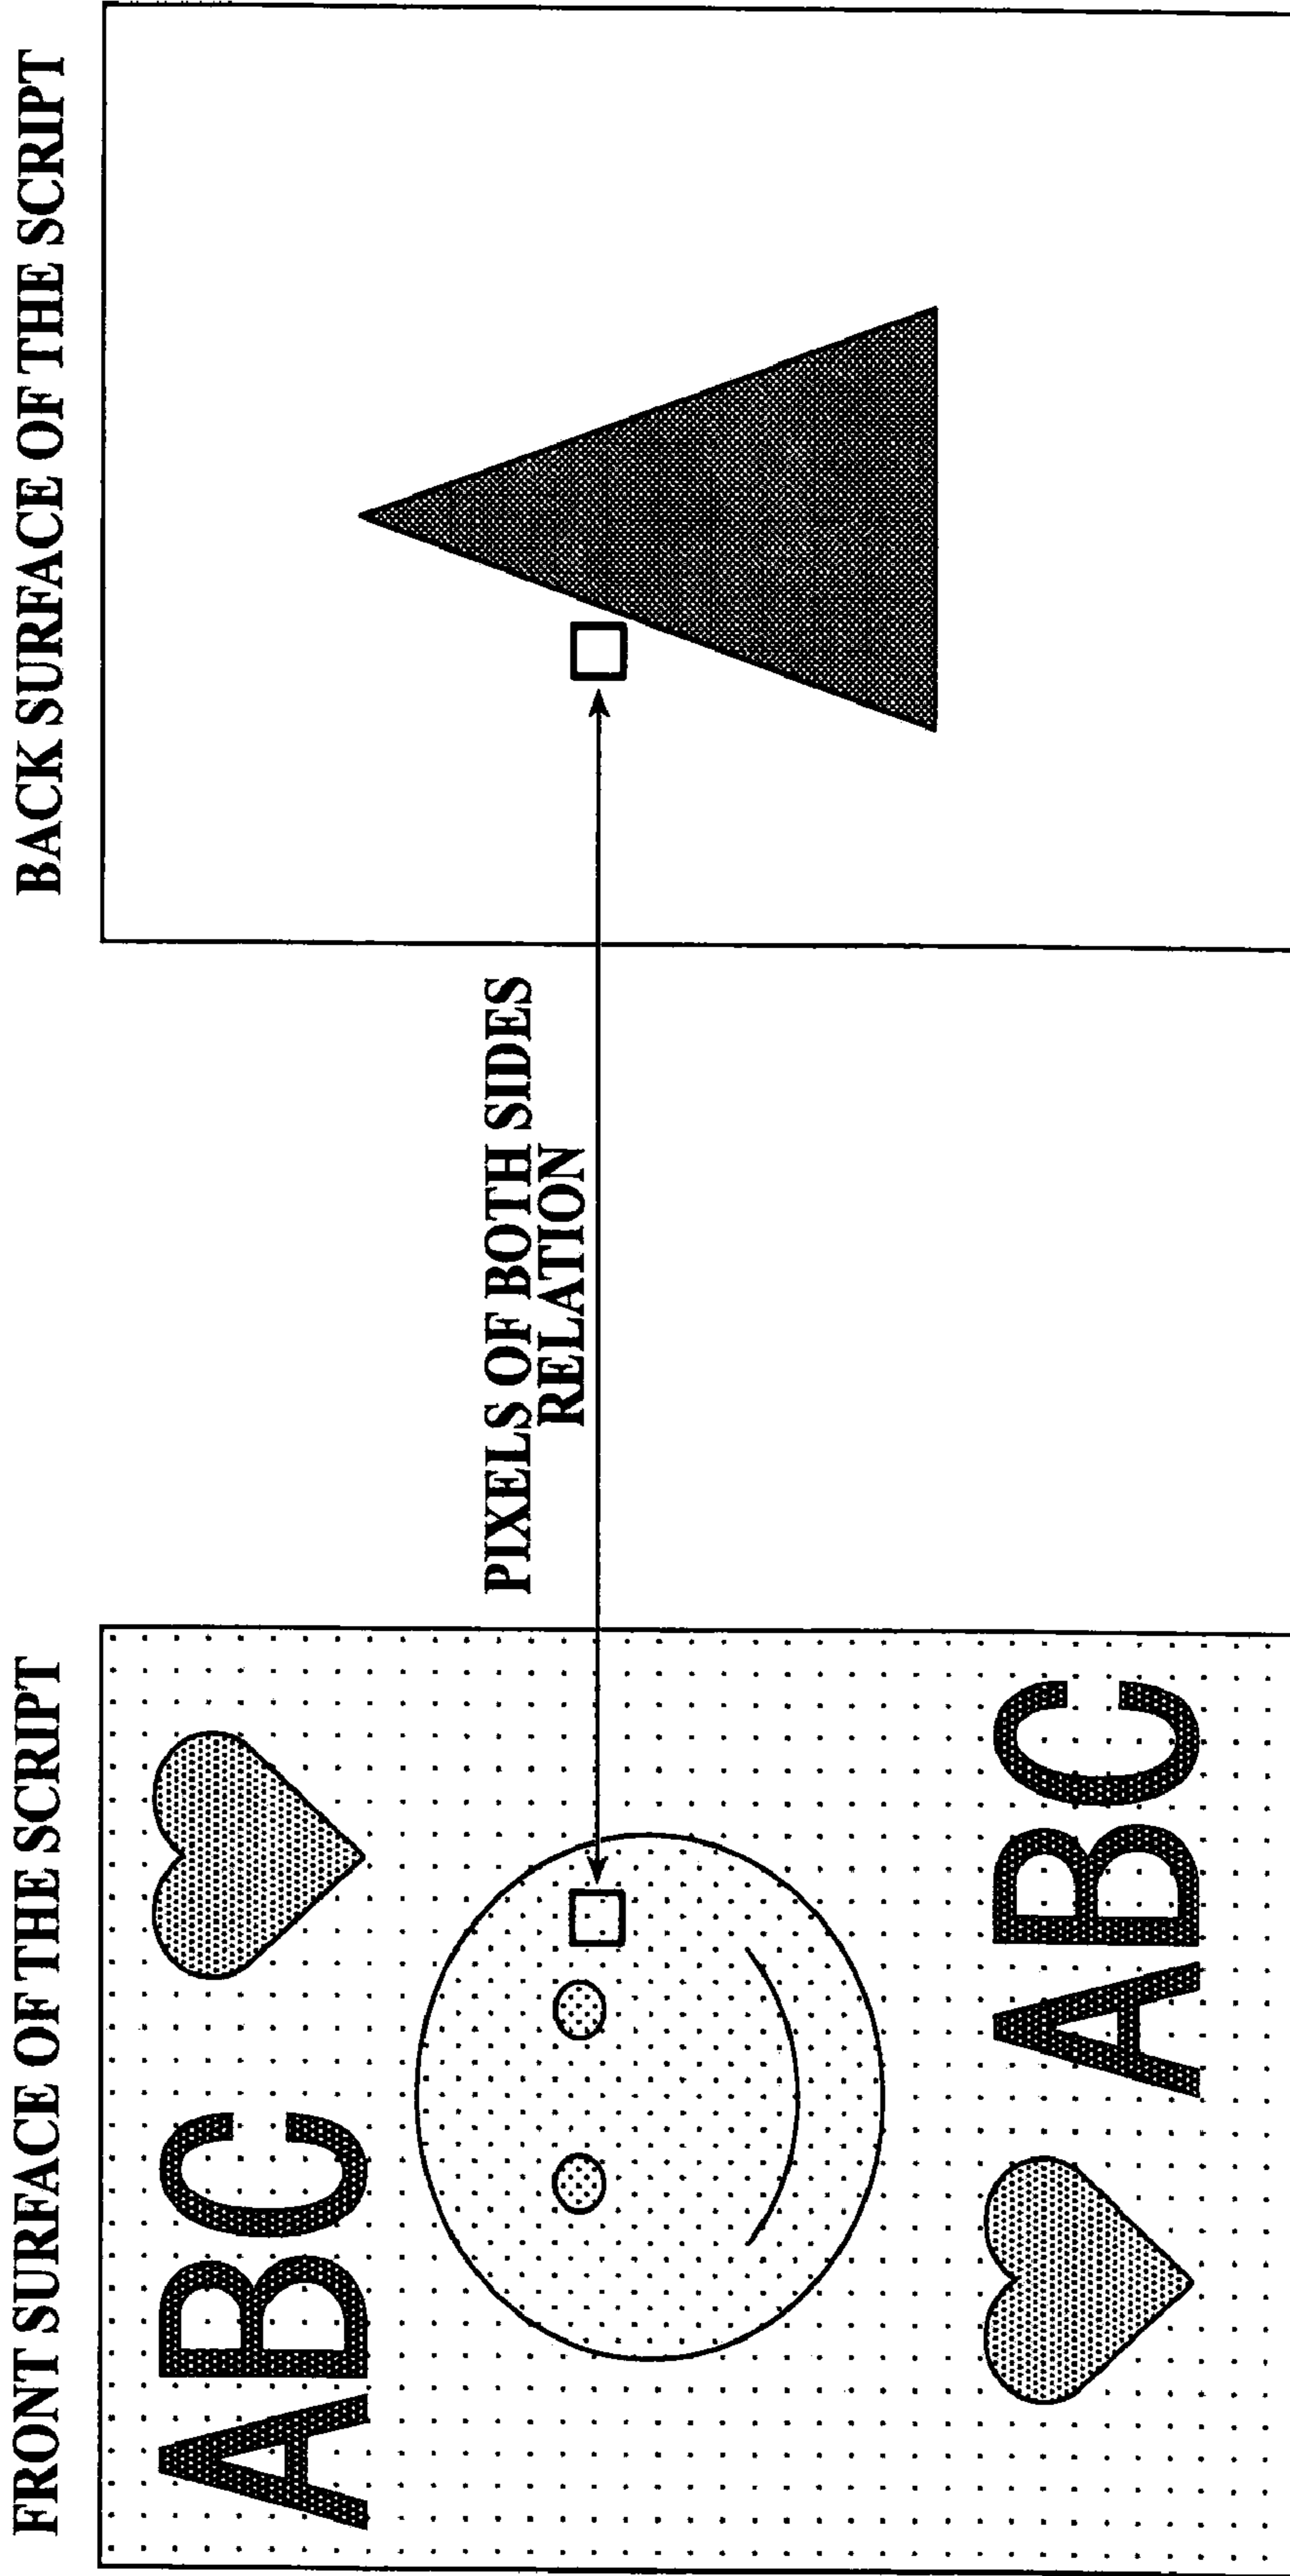 FRONT SURFACE OF THE SCRIPT
ABC
ABC
PIXELS OF BOTH SIDES
RELATION
BACK SURFACE OF THE SCRIPT